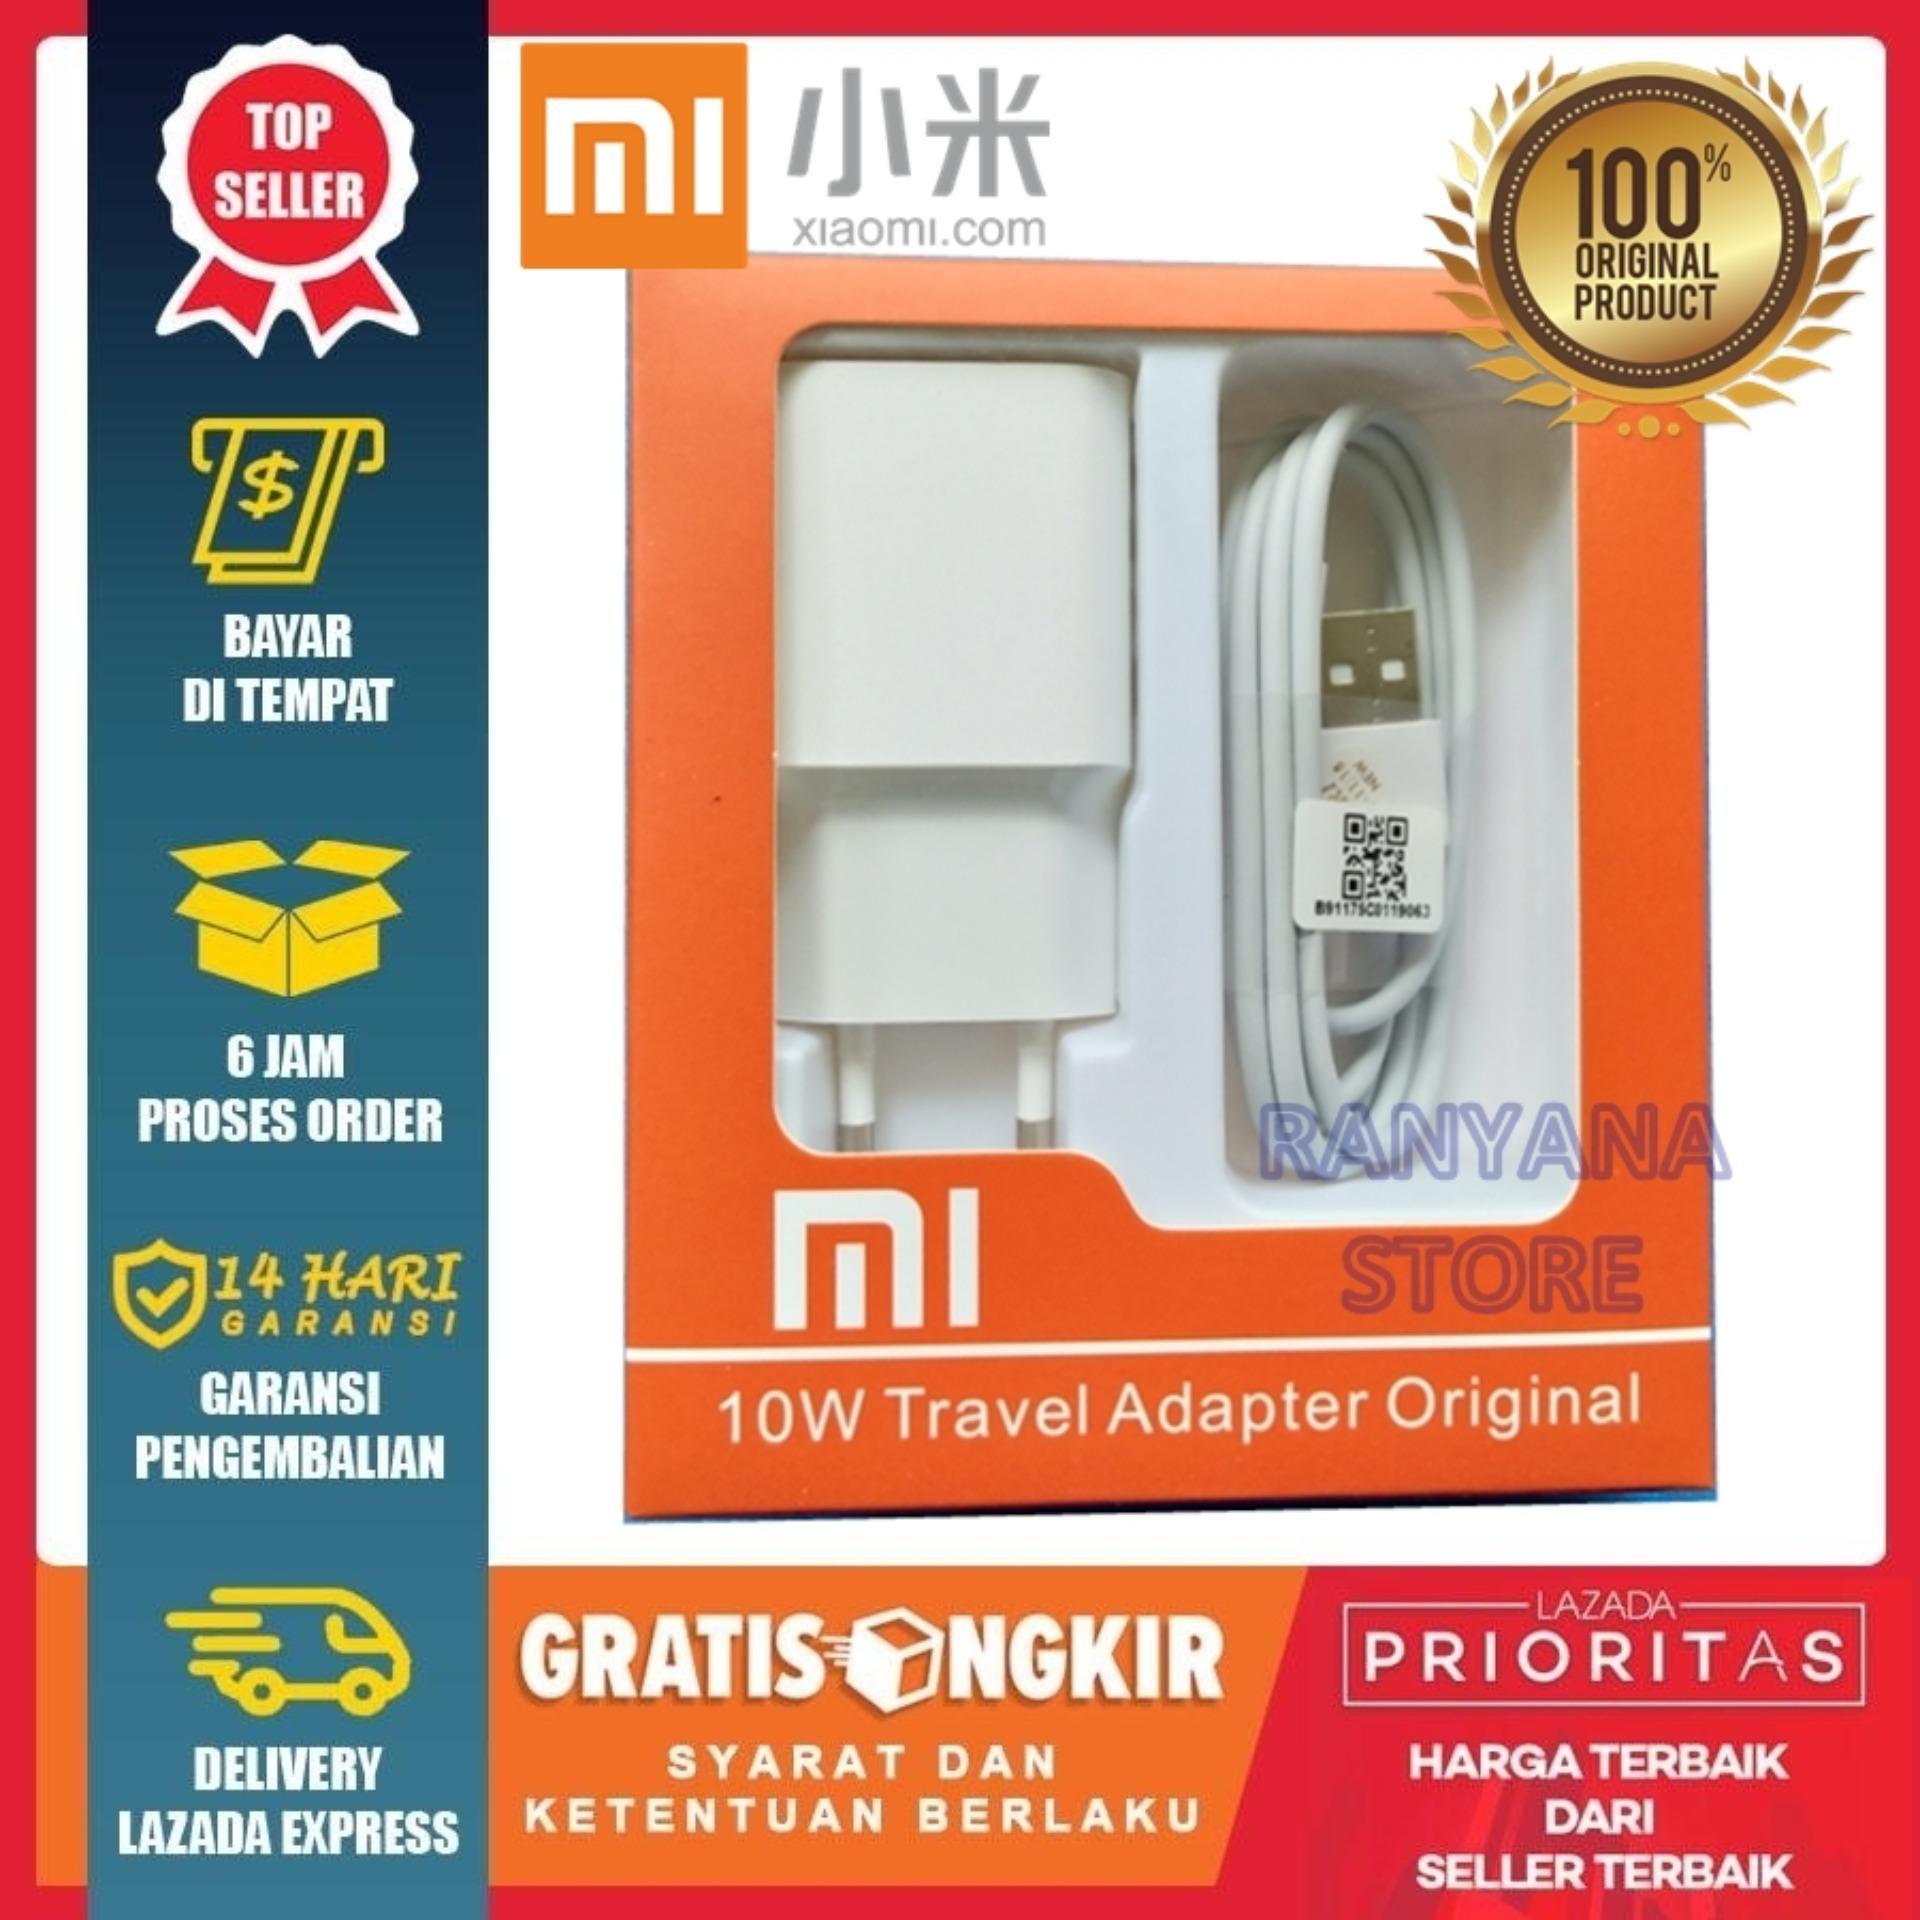 TOP
SELLER
mi 小米
xiaomi.com
100%
ORIGINAL
PRODUCT
$
BAYAR
DI TEMPAT
6 JAM
PROSES ORDER
14 HARI
GARANSI
GARANSI
PENGEMBALIAN
DELIVERY
LAZADA EXPRESS
B91175C0119063
RANYANA
STORE
mi
10W Travel Adapter Original
GRATIS ONGKIR
SYARAT DAN
KETENTUAN BERLAKU
LAZADA
PRIORITAS
HARGA TERBAIK
DARI
SELLER TERBAIK